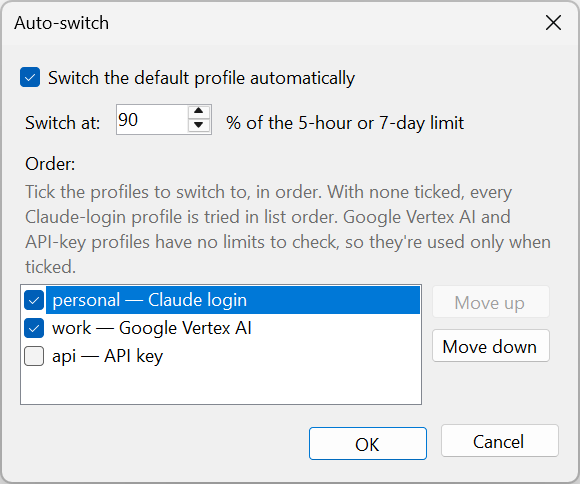 Auto-switch
Switch the default profile automatically
Switch at: 90 % of the 5-hour or 7-day limit
Order:
Tick the profiles to switch to, in order. With none ticked, every
Claude-login profile is tried in list order. Google Vertex AI and
API-key profiles have no limits to check, so they're used only when
ticked.
personal — Claude login
Move up
work — Google Vertex AI
Move down
api — API key
OK
Cancel